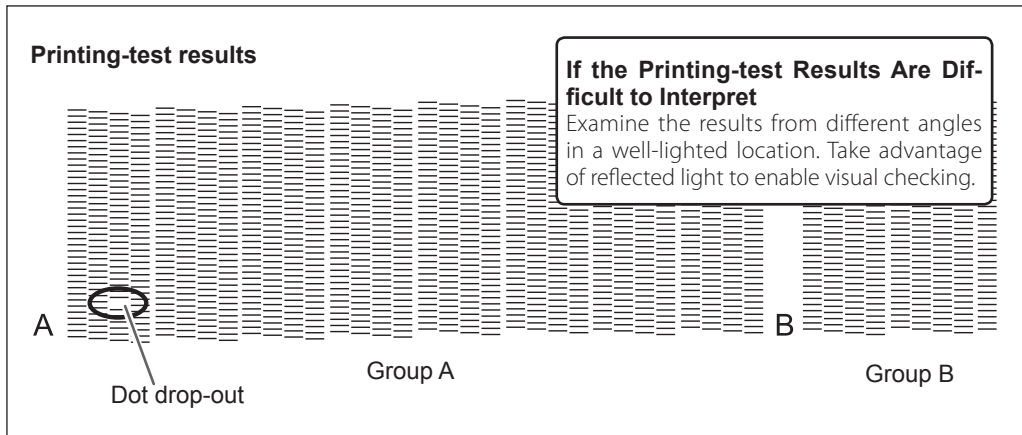 Printing-test results
If the Printing-test Results Are Dif-
ficult to Interpret
Examine the results from different angles
in a well-lighted location. Take advantage
of reflected light to enable visual checking.
A
B
Group A
Group B
Dot drop-out